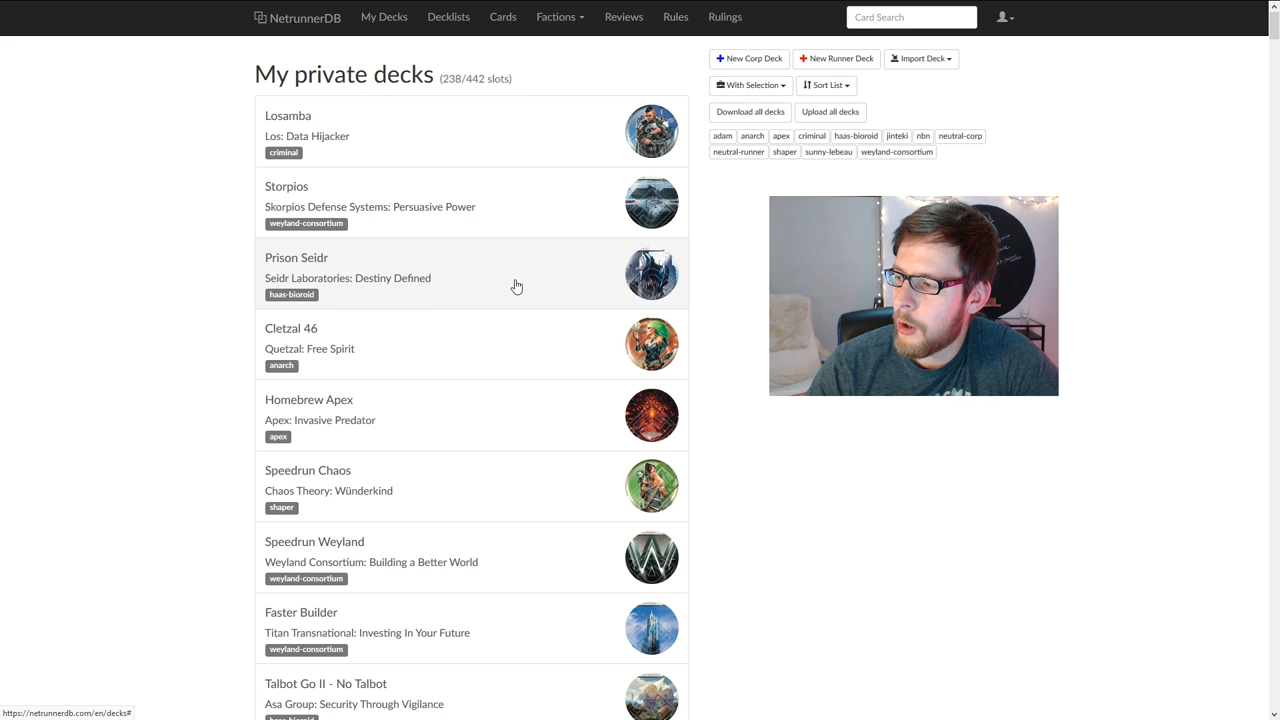 NetrunnerDB My Decks Decklists Cards Factions Reviews Rules Rulings Card Search
My private decks (238/442 slots)
Losamba
Los: Data Hijacker
criminal
Storpios
Skorpios Defense Systems: Persuasive Power
weyland-consortium
Prison Seidr
Seidr Laboratories: Destiny Defined
haas-bioroid
Cletzal 46
Quetzal: Free Spirit
anarch
Homebrew Apex
Apex: Invasive Predator
apex
Speedrun Chaos
Chaos Theory: Wünderkind
shaper
Speedrun Weyland
Weyland Consortium: Building a Better World
weyland-consortium
Faster Builder
Titan Transnational: Investing In Your Future
weyland-consortium
Talbot Go II - No Talbot
Asa Group: Security Through Vigilance
haas-bioroid
New Corp Deck New Runner Deck Import Deck
With Selection Sort List
Download all decks Upload all decks
adam anarch apex criminal haas-bioroid jinteki nbn neutral-corp
neutral-runner shaper sunny-lebeau weyland-consortium
https://netrunnerdb.com/en/decks#